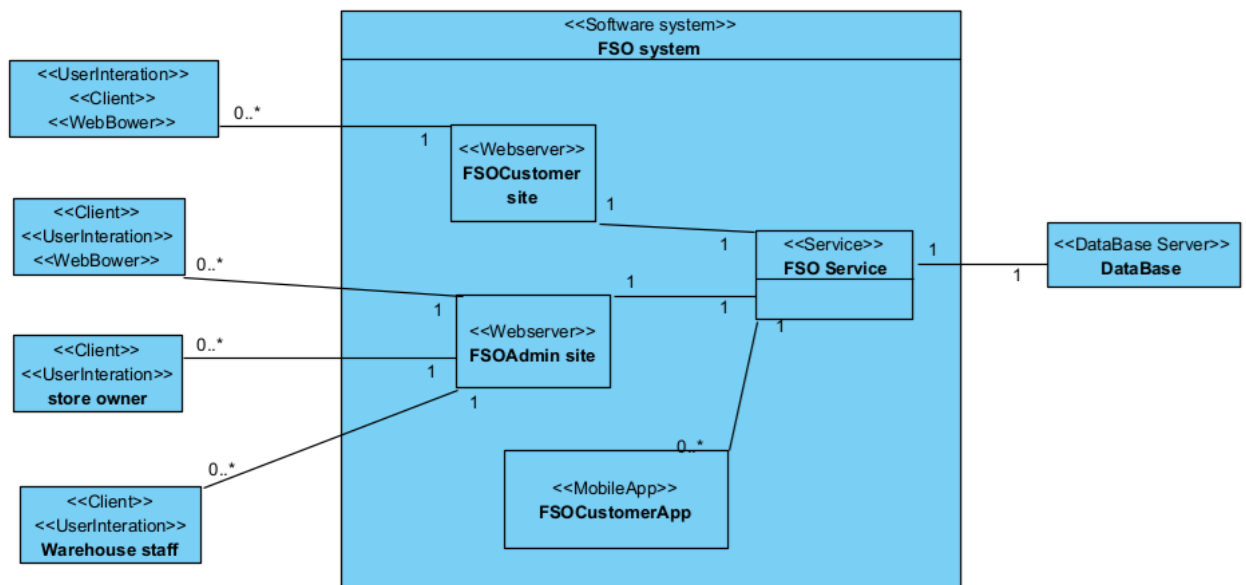 <<Software system>>
FSO system
<<UserInteration>>
<<Client>>
<<WebBower>>
0..*
1
<<Webserver>>
FSOCustomer
site
1
1
<<Client>>
<<UserInteration>>
<<WebBower>>
0..*
1
<<Service>>
FSO Service
1
1
<<DataBase Server>>
DataBase
<<Webserver>>
FSOAdmin site
1
1
<<Client>>
<<UserInteration>>
store owner
0..*
1
1
1
0..*
<<Client>>
<<UserInteration>>
Warehouse staff
0..*
<<MobileApp>>
FSOCustomerApp